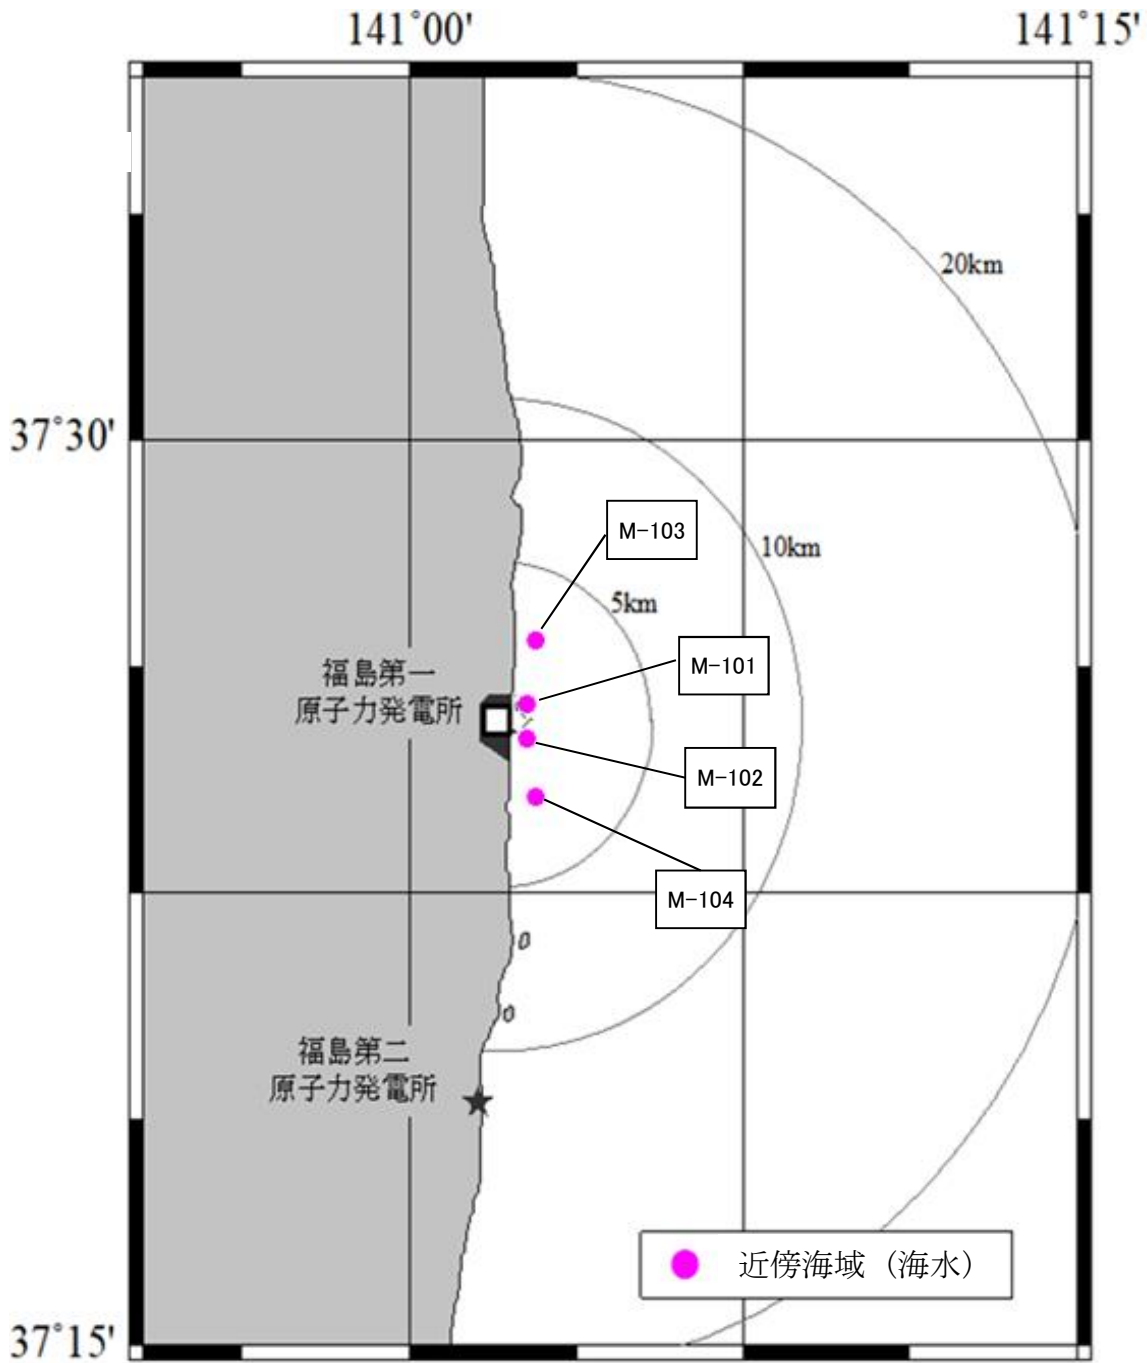 141°00'
141°15'
20km
37°30'
M-103
10km
5km
M-101
福島第一
原子力発電所
M-102
M-104
福島第二
原子力発電所
近傍海域（海水）
37°15'